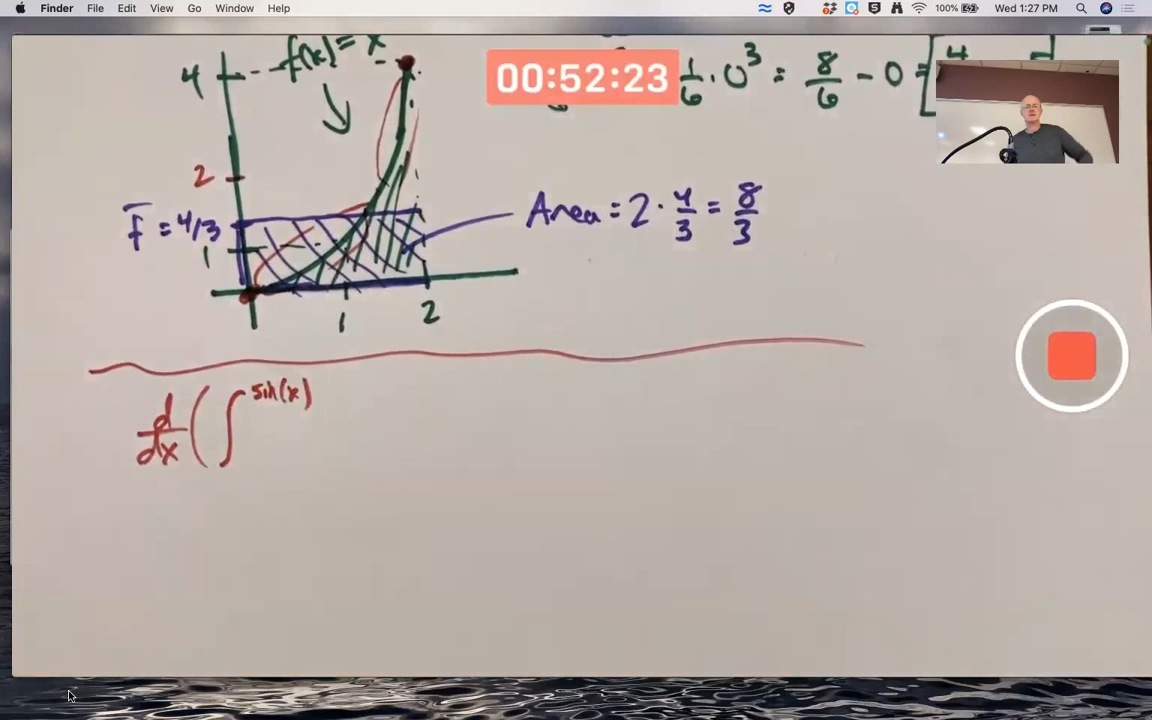 Finder File Edit View Go Window Help 100% Wed 1:27 PM
00:52:23
f(x) = x
4
1/6 · 0³ = 8/6 - 0 = [4
2
F̄ = 4/3
1
Area = 2 · 4/3 = 8/3
1 2
d/dx ( ∫ sin(x)